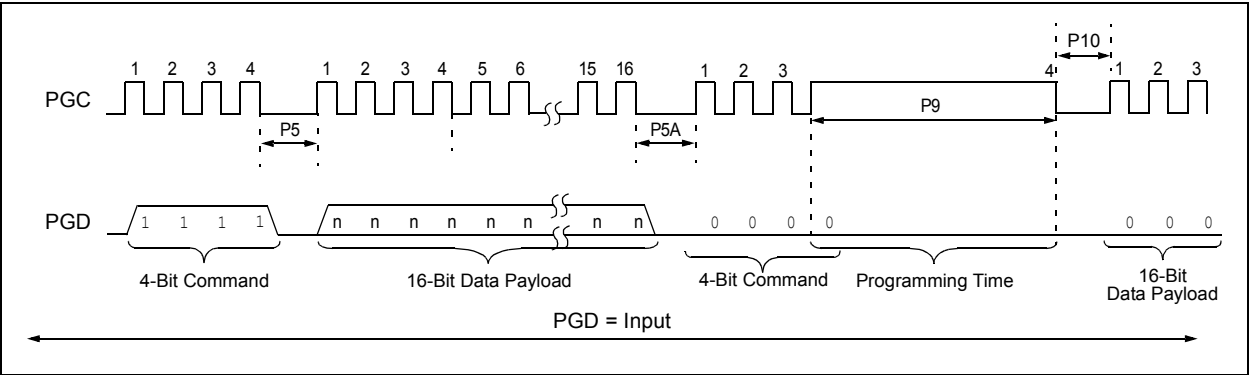 P10
1 2 3 4 1 2 3 4 5 6 15 16 1 2 3 4 1 2 3
PGC
P9
P5
P5A
PGD
1 1 1 1 n n n n n n n n 0 0 0 0 0 0 0
4-Bit Command
16-Bit Data Payload
4-Bit Command
Programming Time
16-Bit
Data Payload
PGD = Input